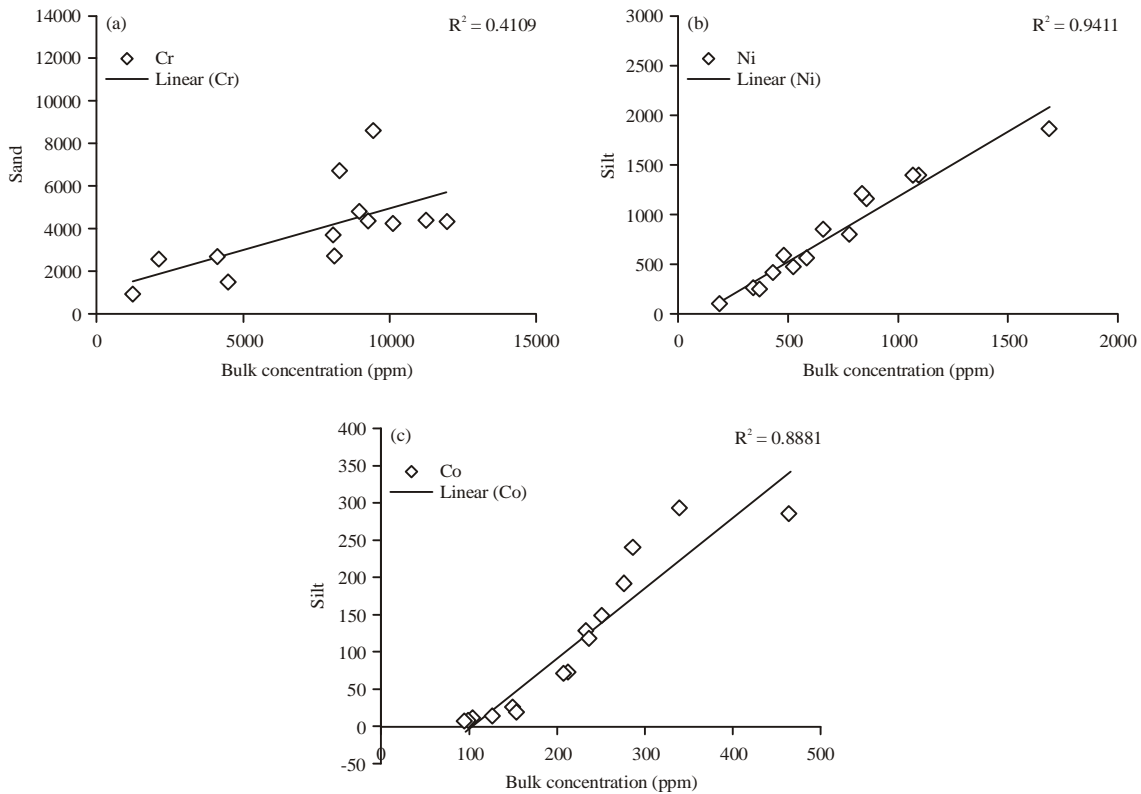 (a)
R² = 0.4109
Cr
Linear (Cr)
14000
12000
10000
8000
6000
4000
2000
0
Sand
0 5000 10000 15000
Bulk concentration (ppm)
(b)
R² = 0.9411
Ni
Linear (Ni)
3000
2500
2000
1500
1000
500
0
Silt
0 500 1000 1500 2000
Bulk concentration (ppm)
(c)
R² = 0.8881
Co
Linear (Co)
400
350
300
250
200
150
100
50
0
-50
Silt
0 100 200 300 400 500
Bulk concentration (ppm)